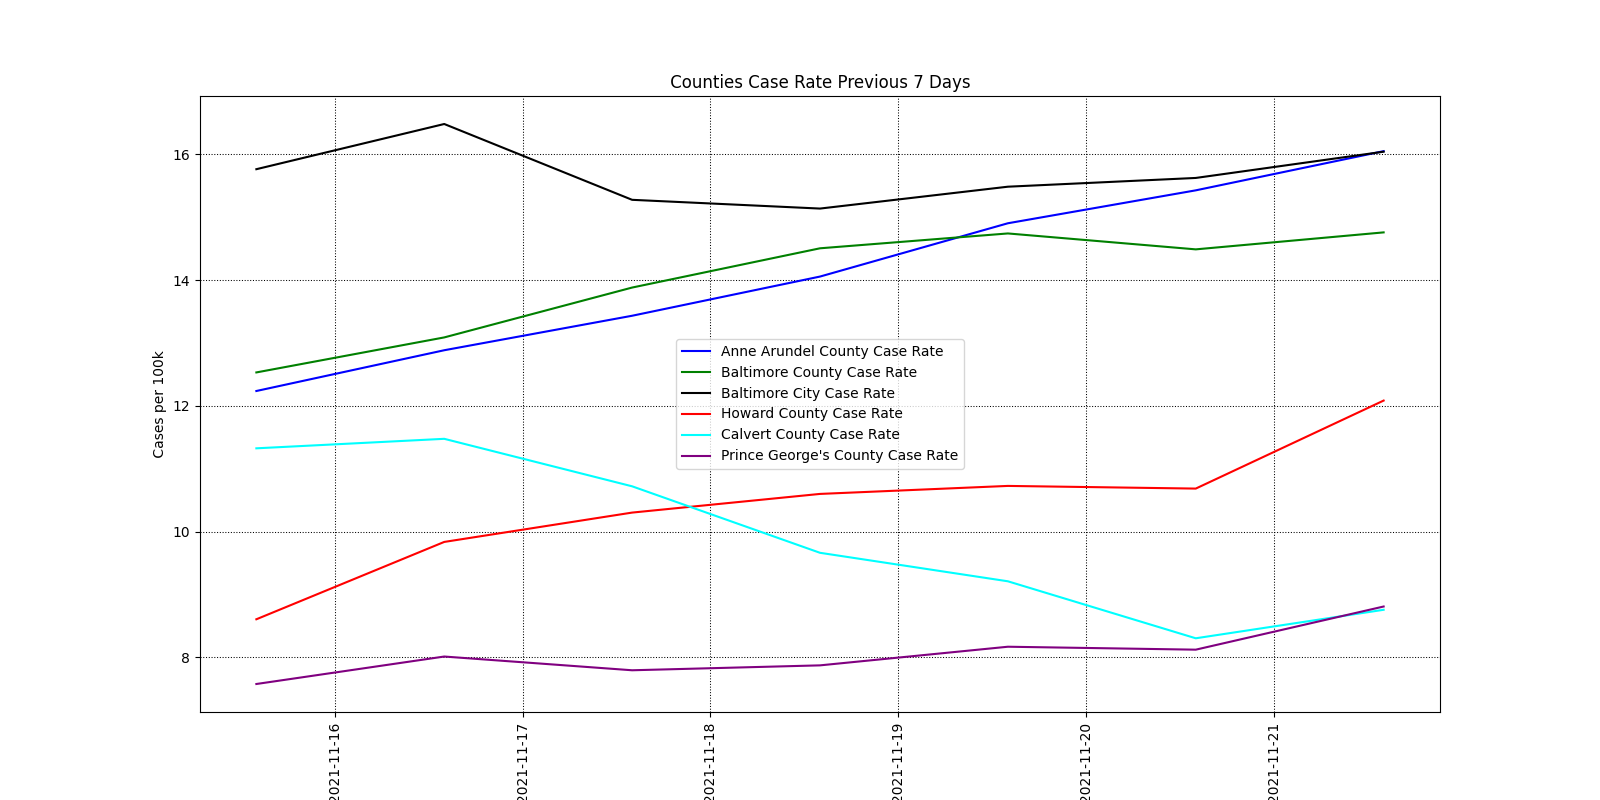 Counties Case Rate Previous 7 Days
16
14
12
10
8
Cases per 100k
Anne Arundel County Case Rate
Baltimore County Case Rate
Baltimore City Case Rate
Howard County Case Rate
Calvert County Case Rate
Prince George's County Case Rate
2021-11-16
2021-11-17
2021-11-18
2021-11-19
2021-11-20
2021-11-21